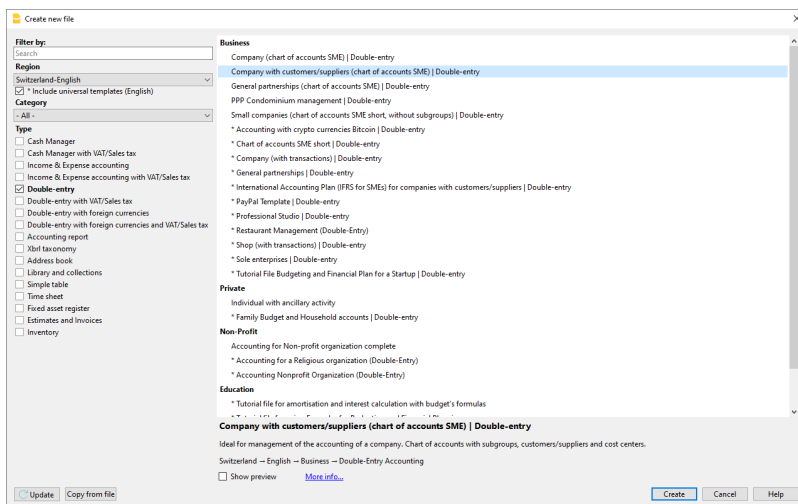 Create new file
Filter by:
Search
Region
Switzerland-English
* Include universal templates (English)
Category
- All -
Type
Cash Manager
Cash Manager with VAT/Sales tax
Income & Expense accounting
Income & Expense accounting with VAT/Sales tax
Double-entry
Double-entry with VAT/Sales tax
Double-entry with foreign currencies
Double-entry with foreign currencies and VAT/Sales tax
Accounting report
Xbrl taxonomy
Address book
Library and collections
Simple table
Time sheet
Fixed asset register
Estimates and Invoices
Inventory
Business
Company (chart of accounts SME) | Double-entry
Company with customers/suppliers (chart of accounts SME) | Double-entry
General partnerships (chart of accounts SME) | Double-entry
PPP Condominium management | Double-entry
Small companies (chart of accounts SME short, without subgroups) | Double-entry
* Accounting with crypto currencies Bitcoin | Double-entry
* Chart of accounts SME short | Double-entry
* Company (with transactions) | Double-entry
* General partnerships | Double-entry
* International Accounting Plan (IFRS for SMEs) for companies with customers/suppliers | Double-entry
* PayPal Template | Double-entry
* Professional Studio | Double-entry
* Restaurant Management (Double-Entry)
* Shop (with transactions) | Double-entry
* Sole enterprises | Double-entry
* Tutorial File Budgeting and Financial Plan for a Startup | Double-entry
Private
Individual with ancillary activity
* Family Budget and Household accounts | Double-entry
Non-Profit
Accounting for Non-profit organization complete
* Accounting for a Religious organization (Double-Entry)
* Accounting Nonprofit Organization (Double-Entry)
Education
* Tutorial file for amortisation and interest calculation with budget's formulas
Company with customers/suppliers (chart of accounts SME) | Double-entry
Ideal for management of the accounting of a company. Chart of accounts with subgroups, customers/suppliers and cost centers.
Switzerland → English → Business → Double-Entry Accounting
Show preview More info...
Update Copy from file Create Cancel Help